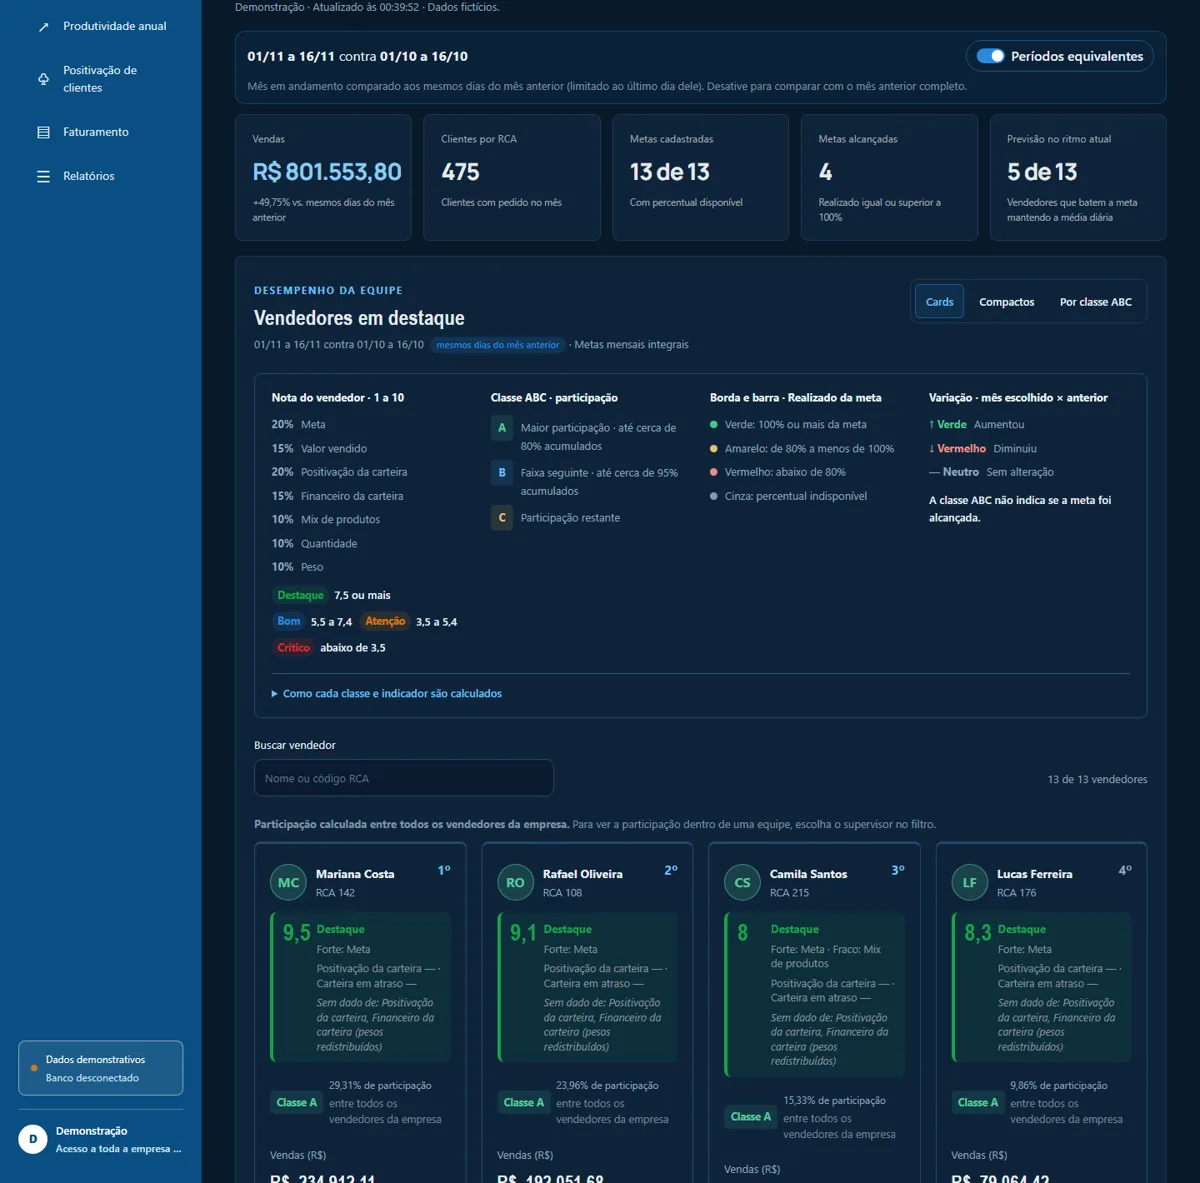 Produtividade anual
Positivação de
clientes
Faturamento
Relatórios
Dados demonstrativos
Banco desconectado
D
Demonstração
Acesso a toda a empresa ...
Demonstração · Atualizado às 00:39:52 · Dados fictícios.
01/11 a 16/11 contra 01/10 a 16/10
Períodos equivalentes
Mês em andamento comparado aos mesmos dias do mês anterior (limitado ao último dia dele). Desative para comparar com o mês anterior completo.
Vendas
R$ 801.553,80
+49,75% vs. mesmos dias do mês
anterior
Clientes por RCA
475
Clientes com pedido no mês
Metas cadastradas
13 de 13
Com percentual disponível
Metas alcançadas
4
Realizado igual ou superior a
100%
Previsão no ritmo atual
5 de 13
Vendedores que batem a meta
mantendo a média diária
DESEMPENHO DA EQUIPE
Vendedores em destaque
01/11 a 16/11 contra 01/10 a 16/10 mesmos dias do mês anterior · Metas mensais integrais
Cards
Compactos
Por classe ABC
Nota do vendedor · 1 a 10
20% Meta
15% Valor vendido
20% Positivação da carteira
15% Financeiro da carteira
10% Mix de produtos
10% Quantidade
10% Peso
Destaque 7,5 ou mais
Bom 5,5 a 7,4 Atenção 3,5 a 5,4
Crítico abaixo de 3,5
Classe ABC · participação
A Maior participação · até cerca de
80% acumulados
B Faixa seguinte · até cerca de 95%
acumulados
C Participação restante
Borda e barra · Realizado da meta
Verde: 100% ou mais da meta
Amarelo: de 80% a menos de 100%
Vermelho: abaixo de 80%
Cinza: percentual indisponível
Variação · mês escolhido × anterior
↑ Verde Aumentou
↓ Vermelho Diminuiu
— Neutro Sem alteração
A classe ABC não indica se a meta foi
alcançada.
▶ Como cada classe e indicador são calculados
Buscar vendedor
Nome ou código RCA
13 de 13 vendedores
Participação calculada entre todos os vendedores da empresa. Para ver a participação dentro de uma equipe, escolha o supervisor no filtro.
MC
Mariana Costa
RCA 142
1º
9,5 Destaque
Forte: Meta
Positivação da carteira — ·
Carteira em atraso —
Sem dado de: Positivação
da carteira, Financeiro da
carteira (pesos
redistribuídos)
Classe A
29,31% de participação
entre todos os
vendedores da empresa
Vendas (R$)
R$ 234.912,11
RO
Rafael Oliveira
RCA 108
2º
9,1 Destaque
Forte: Meta
Positivação da carteira — ·
Carteira em atraso —
Sem dado de: Positivação
da carteira, Financeiro da
carteira (pesos
redistribuídos)
Classe A
23,96% de participação
entre todos os
vendedores da empresa
Vendas (R$)
R$ 192.051,68
CS
Camila Santos
RCA 215
3º
8 Destaque
Forte: Meta · Fraco: Mix
de produtos
Positivação da carteira — ·
Carteira em atraso —
Sem dado de: Positivação
da carteira, Financeiro da
carteira (pesos
redistribuídos)
Classe A
15,33% de participação
entre todos os
vendedores da empresa
Vendas (R$)
LF
Lucas Ferreira
RCA 176
4º
8,3 Destaque
Forte: Meta
Positivação da carteira — ·
Carteira em atraso —
Sem dado de: Positivação
da carteira, Financeiro da
carteira (pesos
redistribuídos)
Classe A
9,86% de participação
entre todos os
vendedores da empresa
Vendas (R$)
R$ 79.064,42